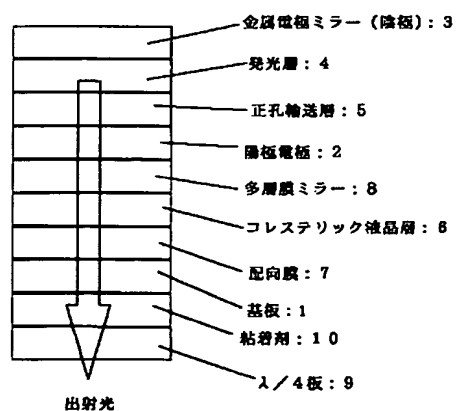 金属電極ミラー（陰極）：3
発光層：4
正孔輸送層：5
陽極電極：2
多層膜ミラー：8
コレステリック液晶層：6
配向膜：7
基板：1
粘着剤：10
λ／4板：9
出射光